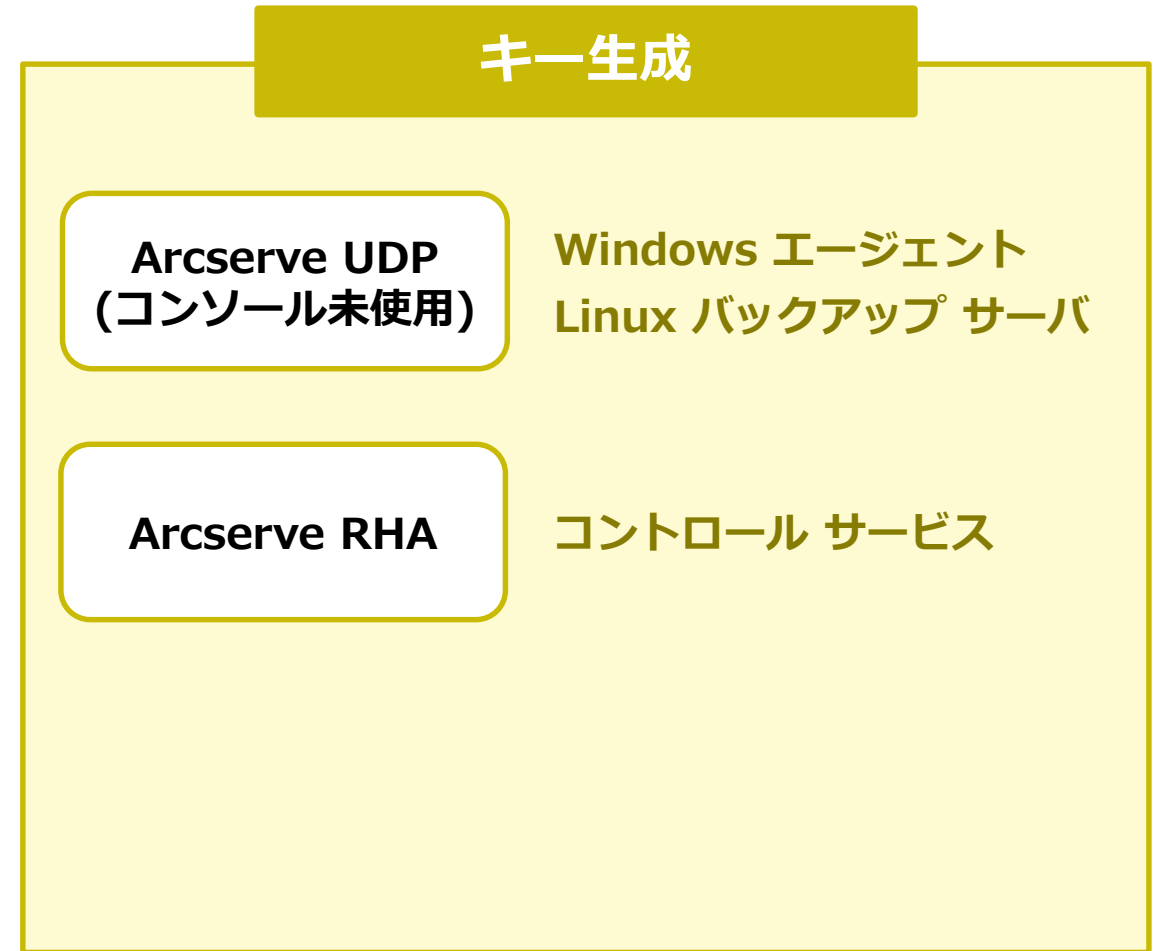 キー生成
Arcserve UDP
(コンソール未使用)
Windows エージェント
Linux バックアップ サーバ
Arcserve RHA
コントロール サービス